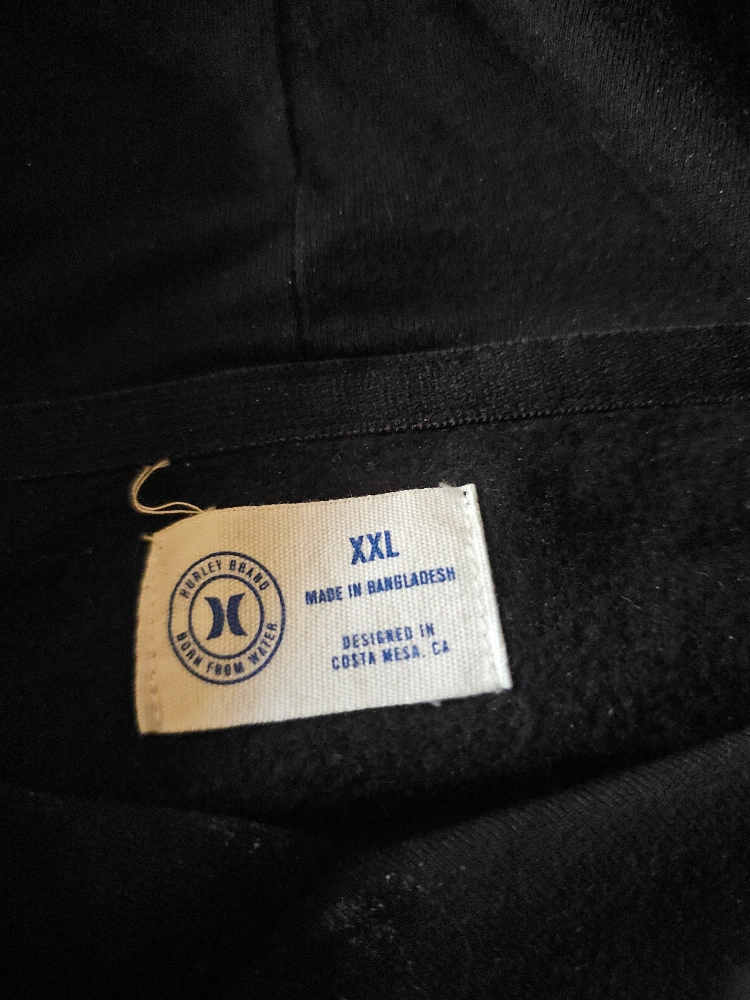 HURLEY BRAND
BORN FROM WATER
XXL
MADE IN BANGLADESH
DESIGNED IN
COSTA MESA, CA